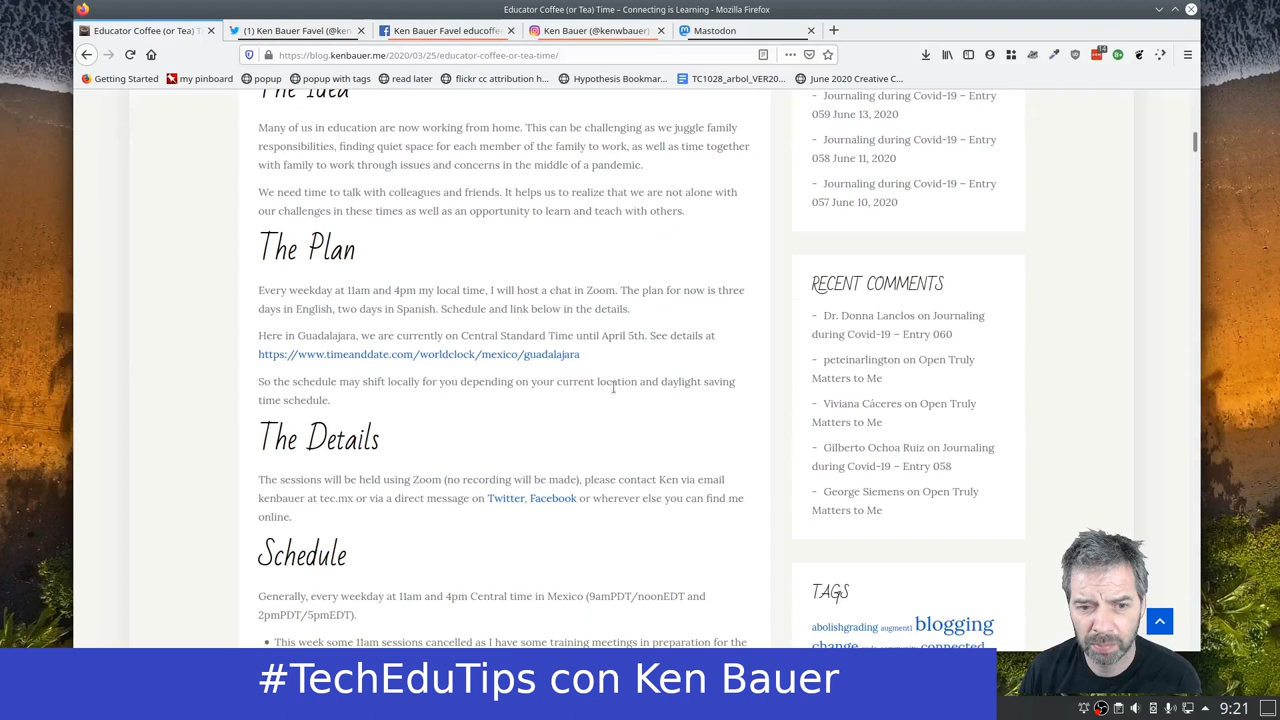 Educator Coffee (or Tea) Time – Connecting is Learning - Mozilla Firefox
Educator Coffee (or Tea) T
(1) Ken Bauer Favel (@ken
Ken Bauer Favel educoffe
Ken Bauer (@kenwbauer)
Mastodon
https://blog.kenbauer.me/2020/03/25/educator-coffee-or-tea-time/
Getting Started
my pinboard
popup
popup with tags
read later
flickr cc attribution h...
Hypothesis Bookmar...
TC1028_arbol_VER20...
June 2020 Creative C...
The Idea
Many of us in education are now working from home. This can be challenging as we juggle family
responsibilities, finding quiet space for each member of the family to work, as well as time together
with family to work through issues and concerns in the middle of a pandemic.
We need time to talk with colleagues and friends. It helps us to realize that we are not alone with
our challenges in these times as well as an opportunity to learn and teach with others.
The Plan
Every weekday at 11am and 4pm my local time, I will host a chat in Zoom. The plan for now is three
days in English, two days in Spanish. Schedule and link below in the details.
Here in Guadalajara, we are currently on Central Standard Time until April 5th. See details at
https://www.timeanddate.com/worldclock/mexico/guadalajara
So the schedule may shift locally for you depending on your current location and daylight saving
time schedule.
The Details
The sessions will be held using Zoom (no recording will be made), please contact Ken via email
kenbauer at tec.mx or via a direct message on Twitter, Facebook or wherever else you can find me
online.
Schedule
Generally, every weekday at 11am and 4pm Central time in Mexico (9amPDT/noonEDT and
2pmPDT/5pmEDT).
• This week some 11am sessions cancelled as I have some training meetings in preparation for the
- Journaling during Covid-19 – Entry
059 June 13, 2020
- Journaling during Covid-19 – Entry
058 June 11, 2020
- Journaling during Covid-19 – Entry
057 June 10, 2020
RECENT COMMENTS
- Dr. Donna Lanclos on Journaling
during Covid-19 – Entry 060
- peteinarlington on Open Truly
Matters to Me
- Viviana Cáceres on Open Truly
Matters to Me
- Gilberto Ochoa Ruiz on Journaling
during Covid-19 – Entry 058
- George Siemens on Open Truly
Matters to Me
TAGS
abolishgrading augment1 blogging
change
connected
#TechEduTips con Ken Bauer
9:21